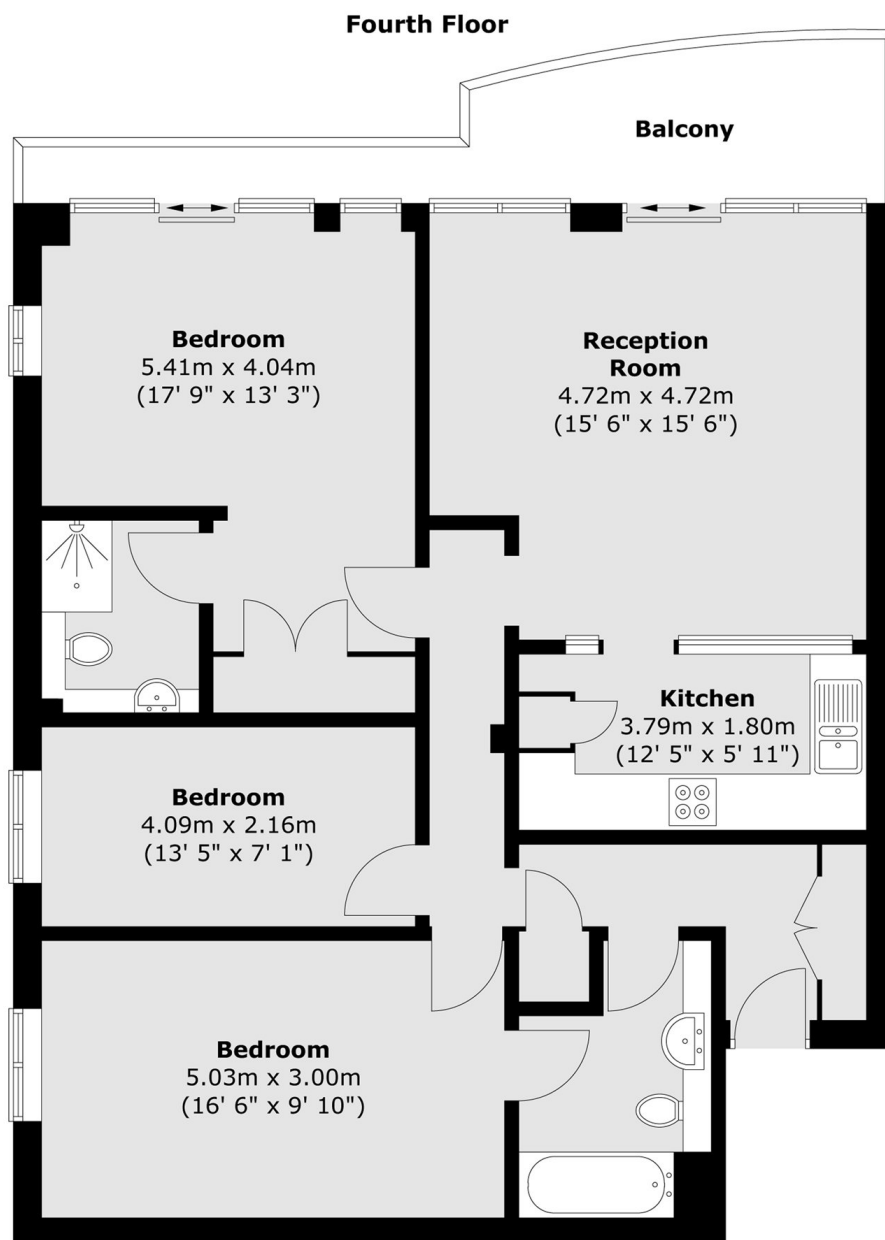 Fourth Floor
Balcony
Bedroom
5.41m x 4.04m
(17' 9" x 13' 3")
Reception
Room
4.72m x 4.72m
(15' 6" x 15' 6")
Kitchen
3.79m x 1.80m
(12' 5" x 5' 11")
Bedroom
4.09m x 2.16m
(13' 5" x 7' 1")
Bedroom
5.03m x 3.00m
(16' 6" x 9' 10")